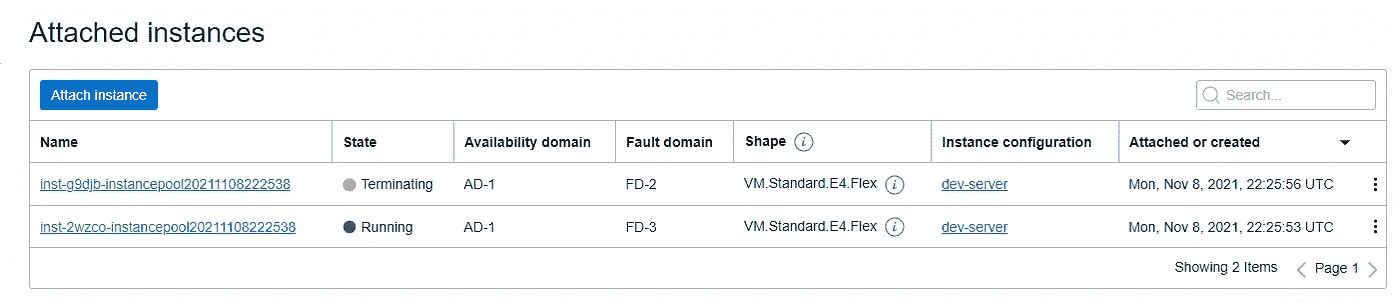 Attached instances
Attach instance
Search...
Name State Availability domain Fault domain Shape i Instance configuration Attached or created
inst-g9djb-instancepool20211108222538 Terminating AD-1 FD-2 VM.Standard.E4.Flex i dev-server Mon, Nov 8, 2021, 22:25:56 UTC
inst-2wzco-instancepool20211108222538 Running AD-1 FD-3 VM.Standard.E4.Flex i dev-server Mon, Nov 8, 2021, 22:25:53 UTC
Showing 2 Items Page 1